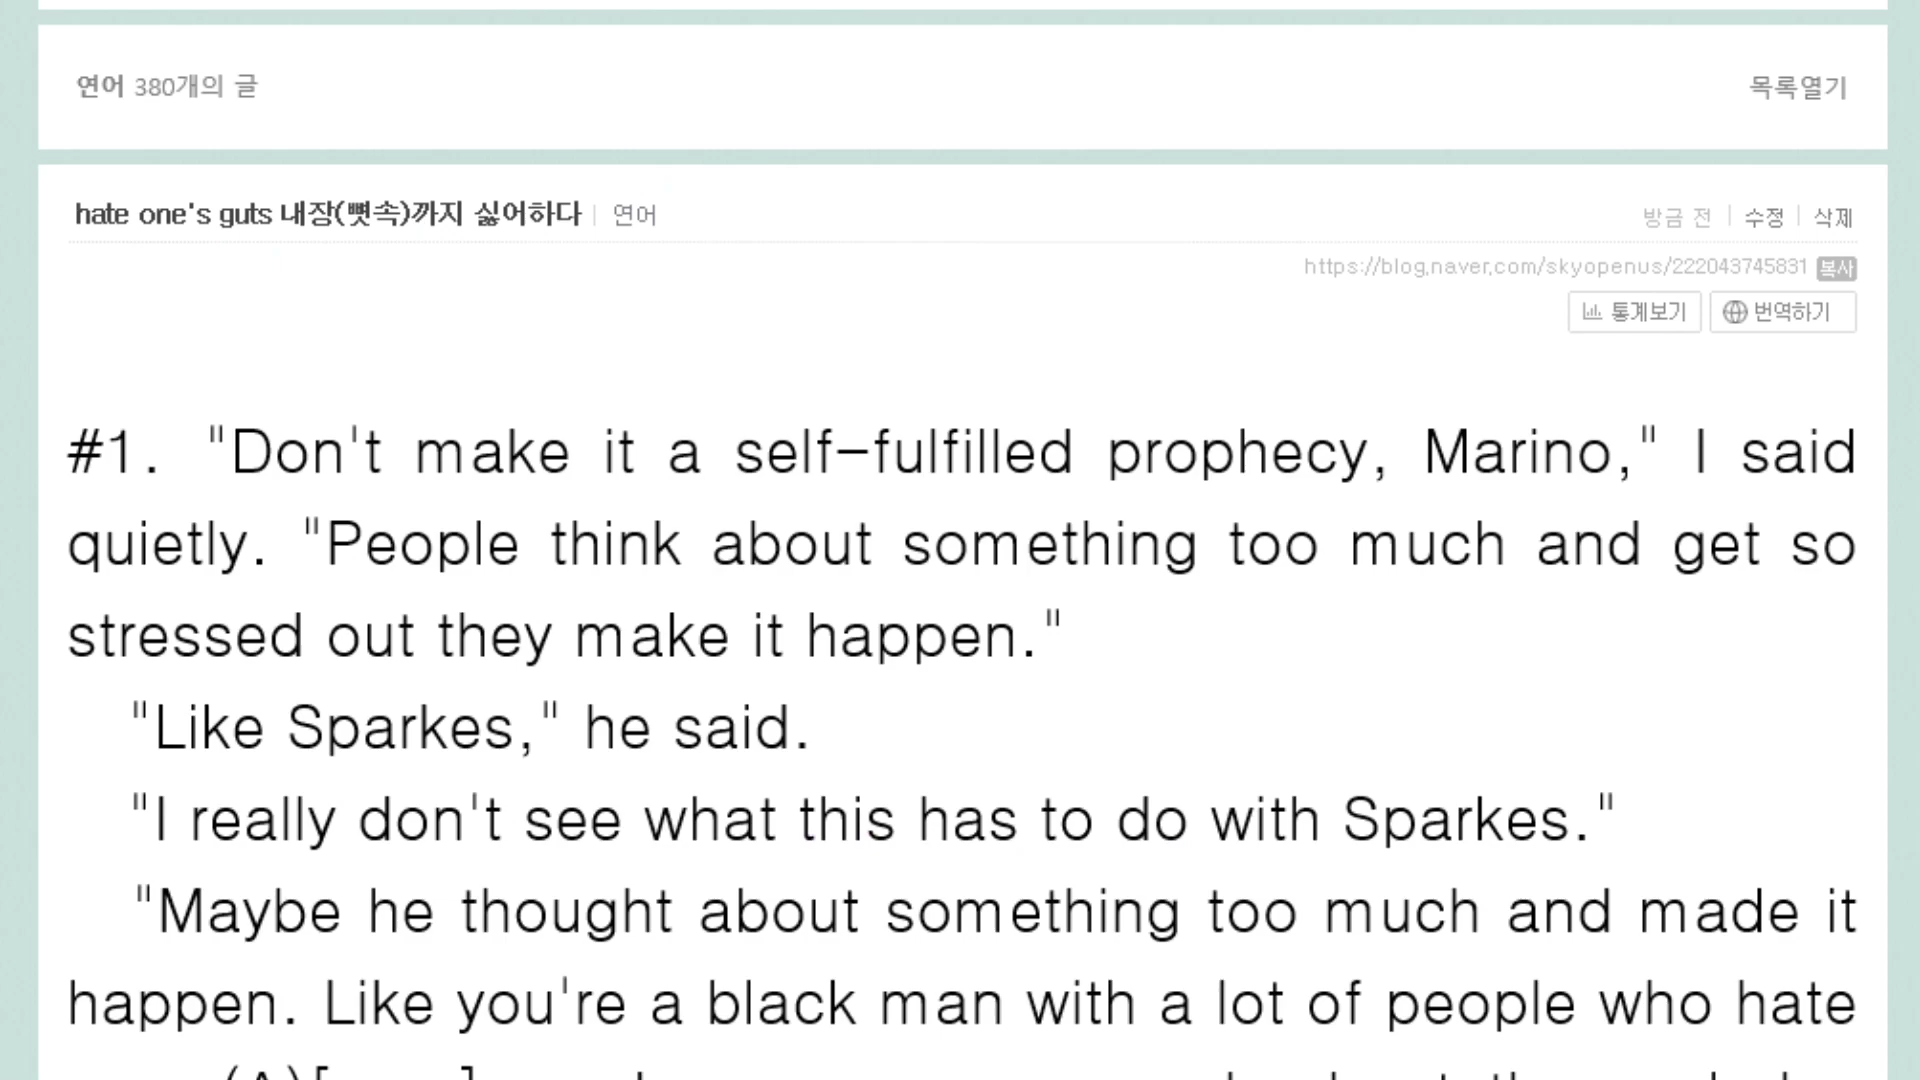 연어 380개의 글
목록열기
hate one's guts 내장(뼛속)까지 싫어하다 | 연어
방금 전 | 수정 | 삭제
https://blog.naver.com/skyopenus/222043745831 복사
통계보기 번역하기
#1. "Don't make it a self-fulfilled prophecy, Marino," I said
quietly. "People think about something too much and get so
stressed out they make it happen."
"Like Sparkes," he said.
"I really don't see what this has to do with Sparkes."
"Maybe he thought about something too much and made it
happen. Like you're a black man with a lot of people who hate